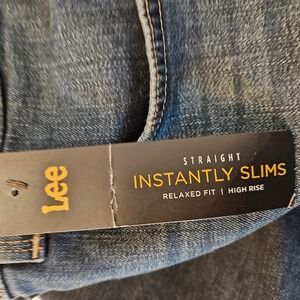 Lee
STRAIGHT
INSTANTLY SLIMS
RELAXED FIT | HIGH RISE